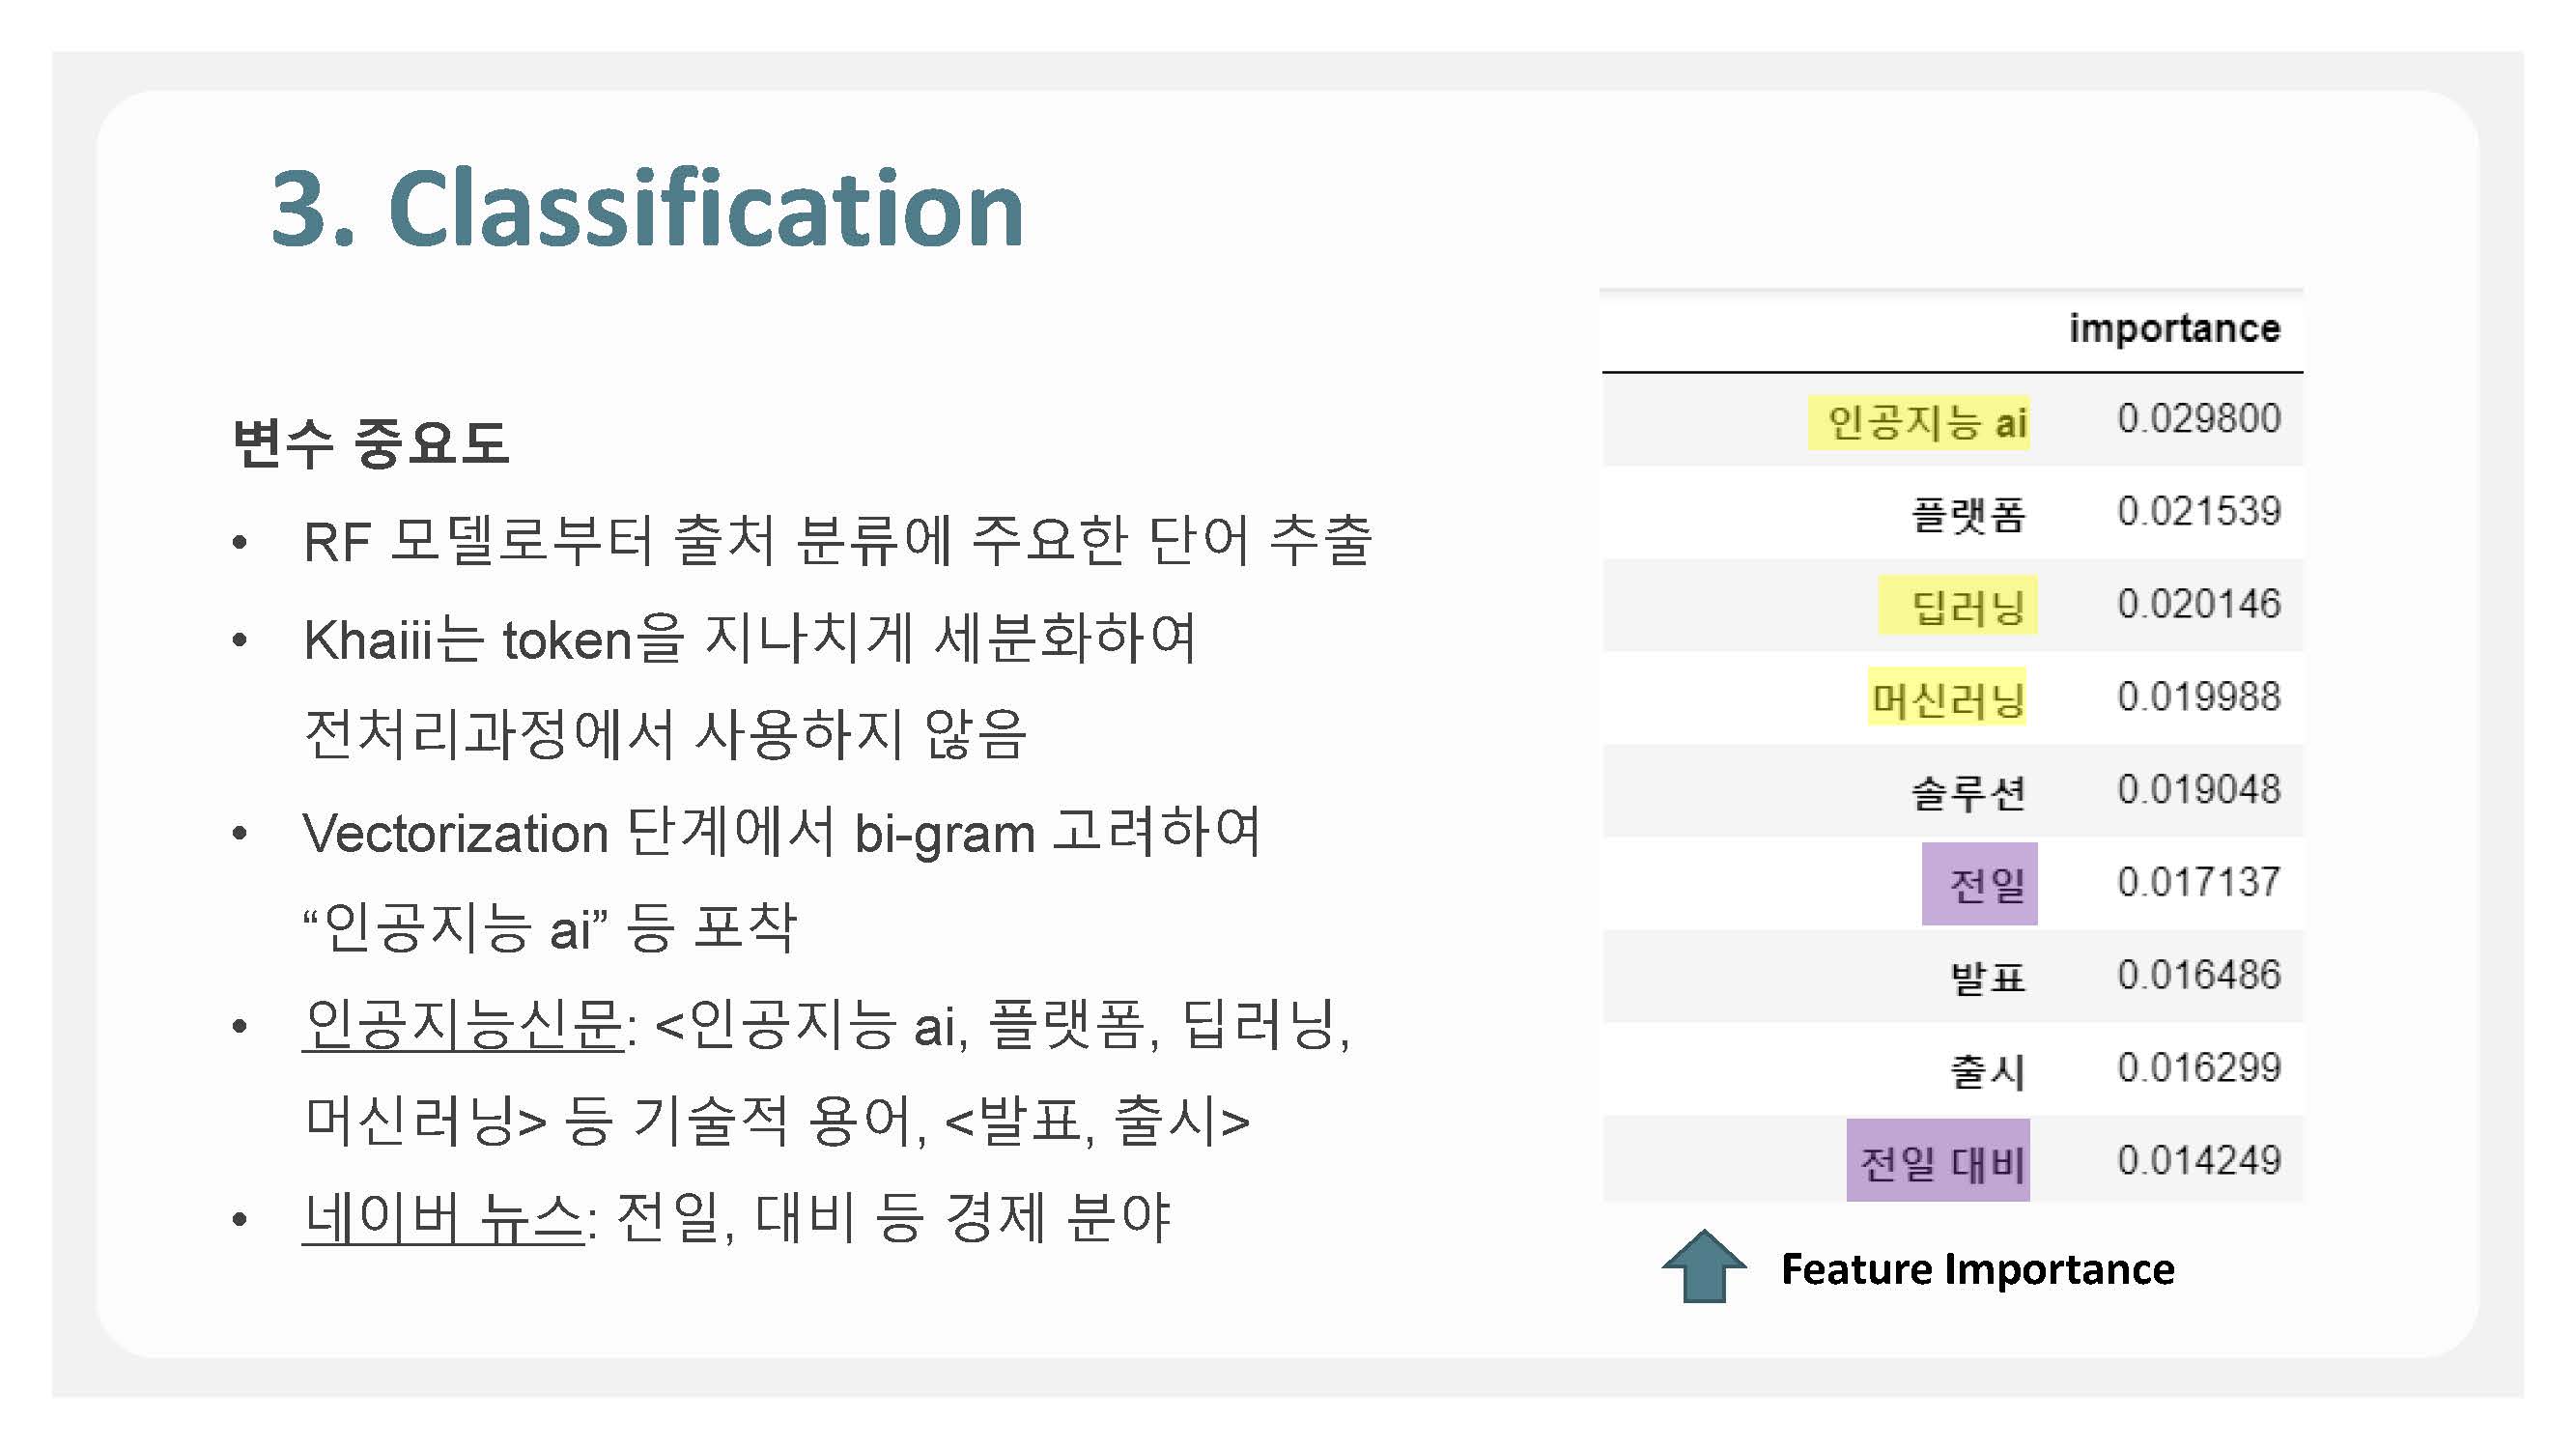 3. Classification
변수 중요도
• RF 모델로부터 출처 분류에 주요한 단어 추출
• Khaiii는 token을 지나치게 세분화하여
전처리과정에서 사용하지 않음
• Vectorization 단계에서 bi-gram 고려하여
“인공지능 ai” 등 포착
• 인공지능신문: <인공지능 ai, 플랫폼, 딥러닝,
머신러닝> 등 기술적 용어, <발표, 출시>
• 네이버 뉴스: 전일, 대비 등 경제 분야
importance
인공지능 ai 0.029800
플랫폼 0.021539
딥러닝 0.020146
머신러닝 0.019988
솔루션 0.019048
전일 0.017137
발표 0.016486
출시 0.016299
전일 대비 0.014249
Feature Importance